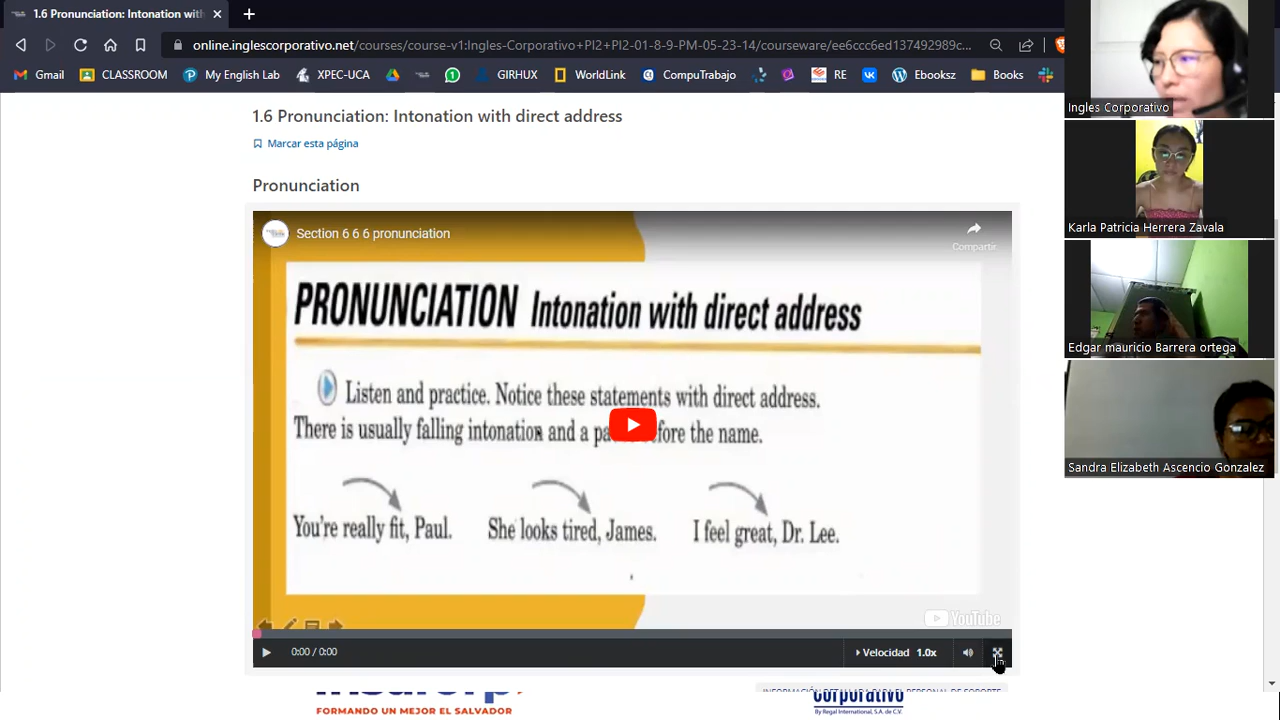 1.6 Pronunciation: Intonation with
online.inglescorporativo.net/courses/course-v1:Ingles-Corporativo+PI2+PI2-01-8-9-PM-05-23-14/courseware/ee6ccc6ed137492989c...
Gmail CLASSROOM My English Lab XPEC-UCA GIRHUX WorldLink CompuTrabajo RE Ebooksz Books
1.6 Pronunciation: Intonation with direct address
Marcar esta página
Pronunciation
Section 6 6 6 pronunciation
Compartir
PRONUNCIATION Intonation with direct address
Listen and practice. Notice these statements with direct address.
There is usually falling intonation and a before the name.
You're really fit, Paul. She looks tired, James. I feel great, Dr. Lee.
YouTube
0:00 / 0:00 Velocidad 1.0x
FORMANDO UN MEJOR EL SALVADOR
corporativo
By Regal International, S.A. de C.V.
Ingles Corporativo
Karla Patricia Herrera Zavala
Edgar mauricio Barrera ortega
Sandra Elizabeth Ascencio Gonzalez